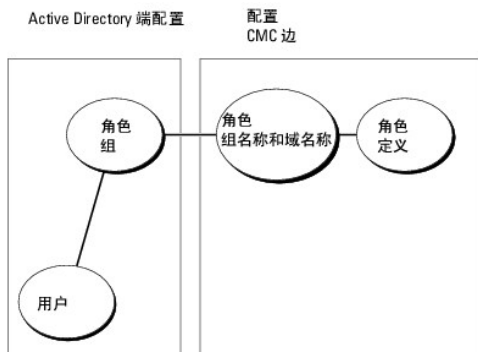 Active Directory 端配置
配置
CMC 边
角色
组
角色
组名称和域名称
角色
定义
用户